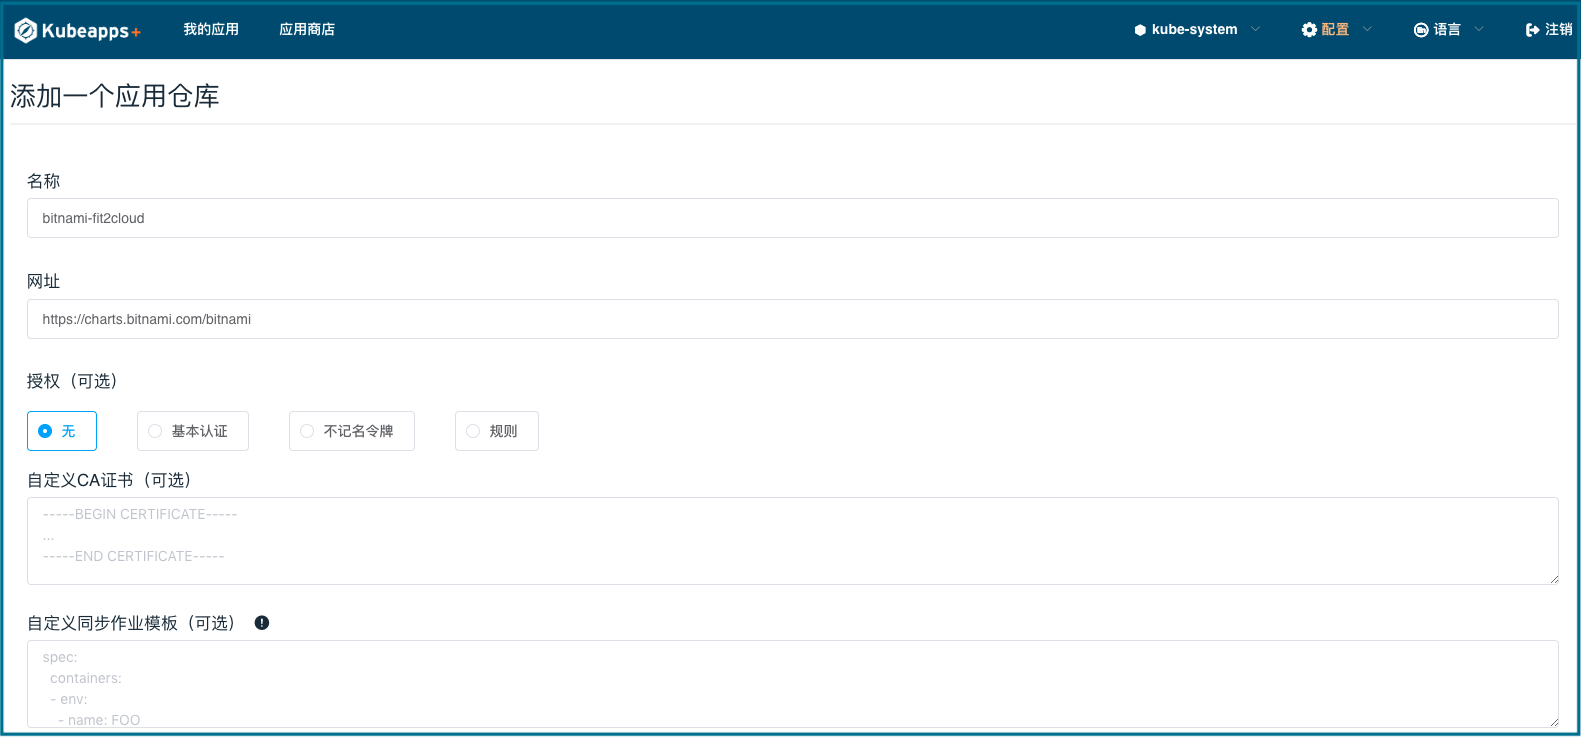 Kubeapps+ 我的应用 应用商店 kube-system 配置 语言 注销
添加一个应用仓库
名称
bitnami-fit2cloud
网址
https://charts.bitnami.com/bitnami
授权（可选）
无 基本认证 不记名令牌 规则
自定义CA证书（可选）
-----BEGIN CERTIFICATE-----
...
-----END CERTIFICATE-----
自定义同步作业模板（可选）
spec:
containers:
- env:
- name: FOO